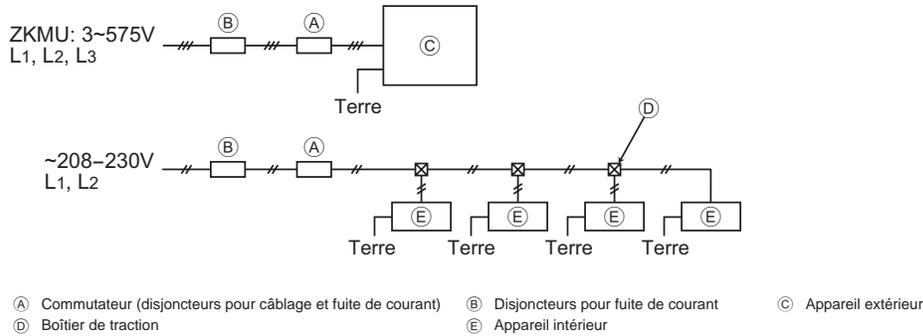 ZKMU: 3~575V
L1, L2, L3
Ⓑ Ⓐ Ⓒ
Terre
Ⓓ
~208–230V
L1, L2
Ⓑ Ⓐ
Ⓔ Ⓔ Ⓔ Ⓔ
Terre Terre Terre Terre
Ⓐ Commutateur (disjoncteurs pour câblage et fuite de courant) Ⓑ Disjoncteurs pour fuite de courant Ⓒ Appareil extérieur
Ⓓ Boîtier de traction Ⓔ Appareil intérieur